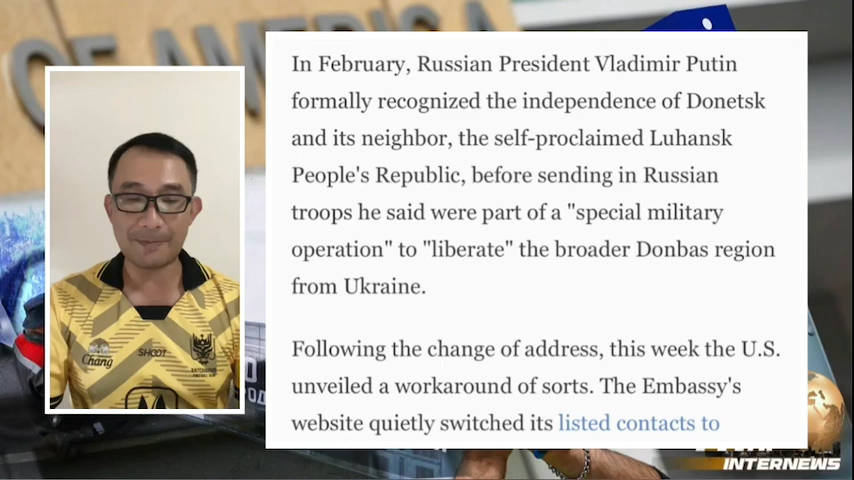 OF AMERICA
In February, Russian President Vladimir Putin
formally recognized the independence of Donetsk
and its neighbor, the self-proclaimed Luhansk
People's Republic, before sending in Russian
troops he said were part of a "special military
operation" to "liberate" the broader Donbas region
from Ukraine.
Following the change of address, this week the U.S.
unveiled a workaround of sorts. The Embassy's
website quietly switched its listed contacts to
Chang
SHOOT
INTERNEWS